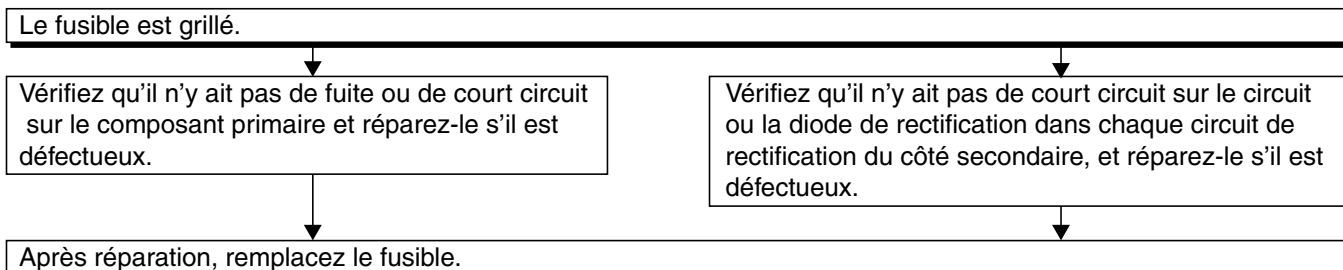 Le fusible est grillé.
Vérifiez qu’il n’y ait pas de fuite ou de court circuit
sur le composant primaire et réparez-le s’il est
défectueux.
Vérifiez qu’il n’y ait pas de court circuit sur le circuit
ou la diode de rectification dans chaque circuit de
rectification du côté secondaire, et réparez-le s’il est
défectueux.
Après réparation, remplacez le fusible.